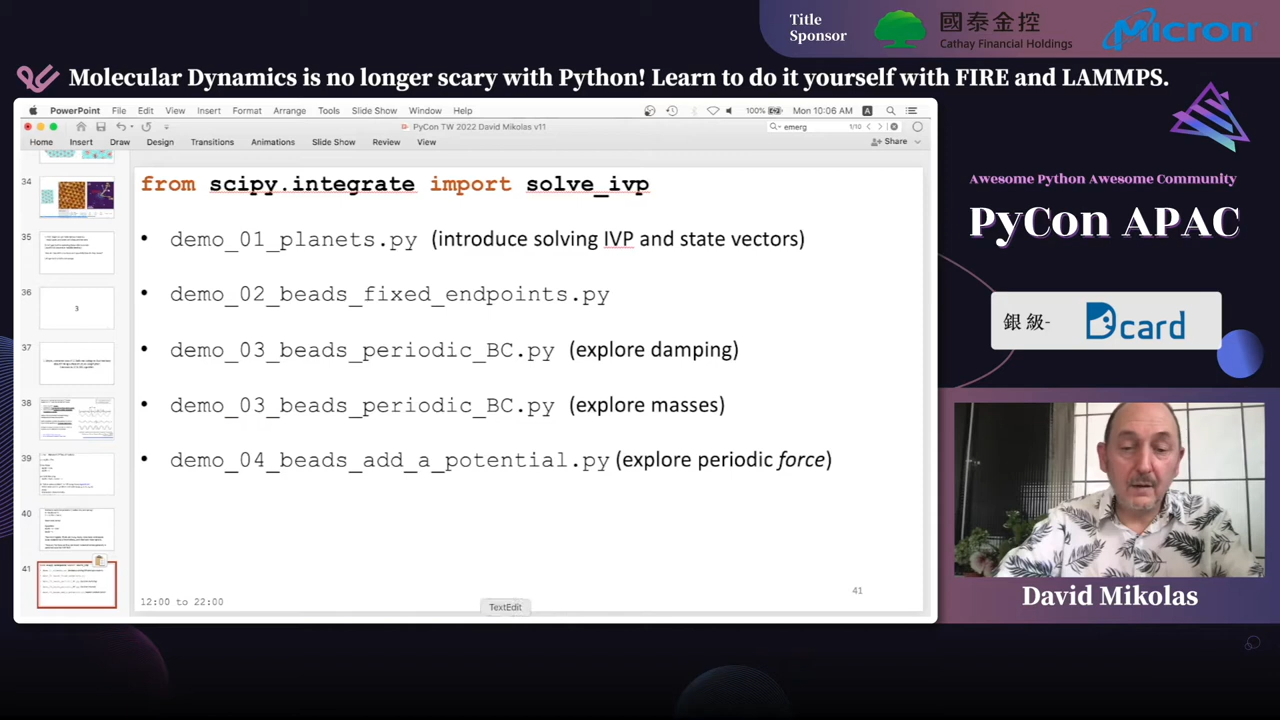 Title
Sponsor
國泰金控
Cathay Financial Holdings
Micron
Molecular Dynamics is no longer scary with Python! Learn to do it yourself with FIRE and LAMMPS.
PowerPoint File Edit View Insert Format Arrange Tools Slide Show Window Help 100% Mon 10:06 AM A
PyCon TW 2022 David Mikolas v11
emerg 1/10
Home Insert Draw Design Transitions Animations Slide Show Review View Share
34
35
36
3
37
38
39
40
41
from scipy.integrate import solve_ivp
• demo_01_planets.py (introduce solving IVP and state vectors)
• demo_02_beads_fixed_endpoints.py
• demo_03_beads_periodic_BC.py (explore damping)
• demo_03_beads_periodic_BC.py (explore masses)
• demo_04_beads_add_a_potential.py (explore periodic force)
12:00 to 22:00
41
TextEdit
Awesome Python Awesome Community
PyCon APAC
銀級-
Dcard
David Mikolas